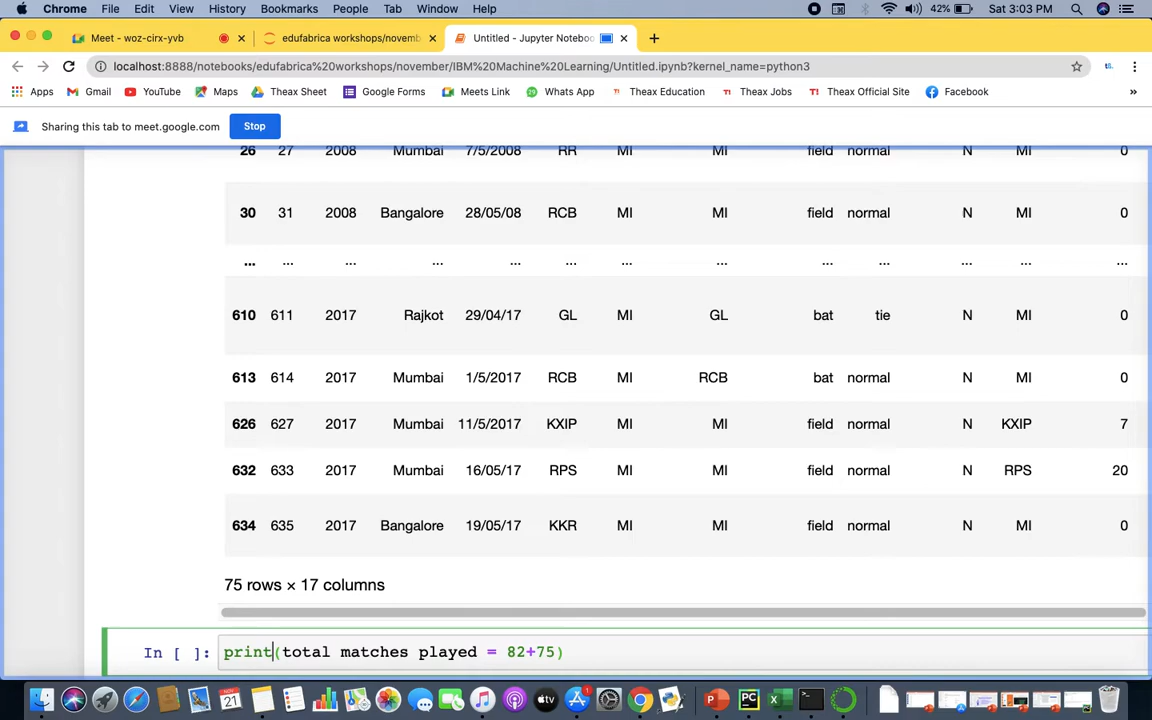 Chrome File Edit View History Bookmarks People Tab Window Help 42% Sat 3:03 PM
Meet - woz-cirx-yvb × edufabrica workshops/novemb × Untitled - Jupyter Noteboo × +
localhost:8888/notebooks/edufabrica%20workshops/november/IBM%20Machine%20Learning/Untitled.ipynb?kernel_name=python3
Apps Gmail YouTube Maps Theax Sheet Google Forms Meets Link Whats App Theax Education Theax Jobs Theax Official Site Facebook »
Sharing this tab to meet.google.com Stop
26 27 2008 Mumbai 7/5/2008 RR MI MI field normal N MI 0
30 31 2008 Bangalore 28/05/08 RCB MI MI field normal N MI 0
... ... ... ... ... ... ... ... ... ... ... ... ...
610 611 2017 Rajkot 29/04/17 GL MI GL bat tie N MI 0
613 614 2017 Mumbai 1/5/2017 RCB MI RCB bat normal N MI 0
626 627 2017 Mumbai 11/5/2017 KXIP MI MI field normal N KXIP 7
632 633 2017 Mumbai 16/05/17 RPS MI MI field normal N RPS 20
634 635 2017 Bangalore 19/05/17 KKR MI MI field normal N MI 0
75 rows × 17 columns
In [ ]: print(total matches played = 82+75)